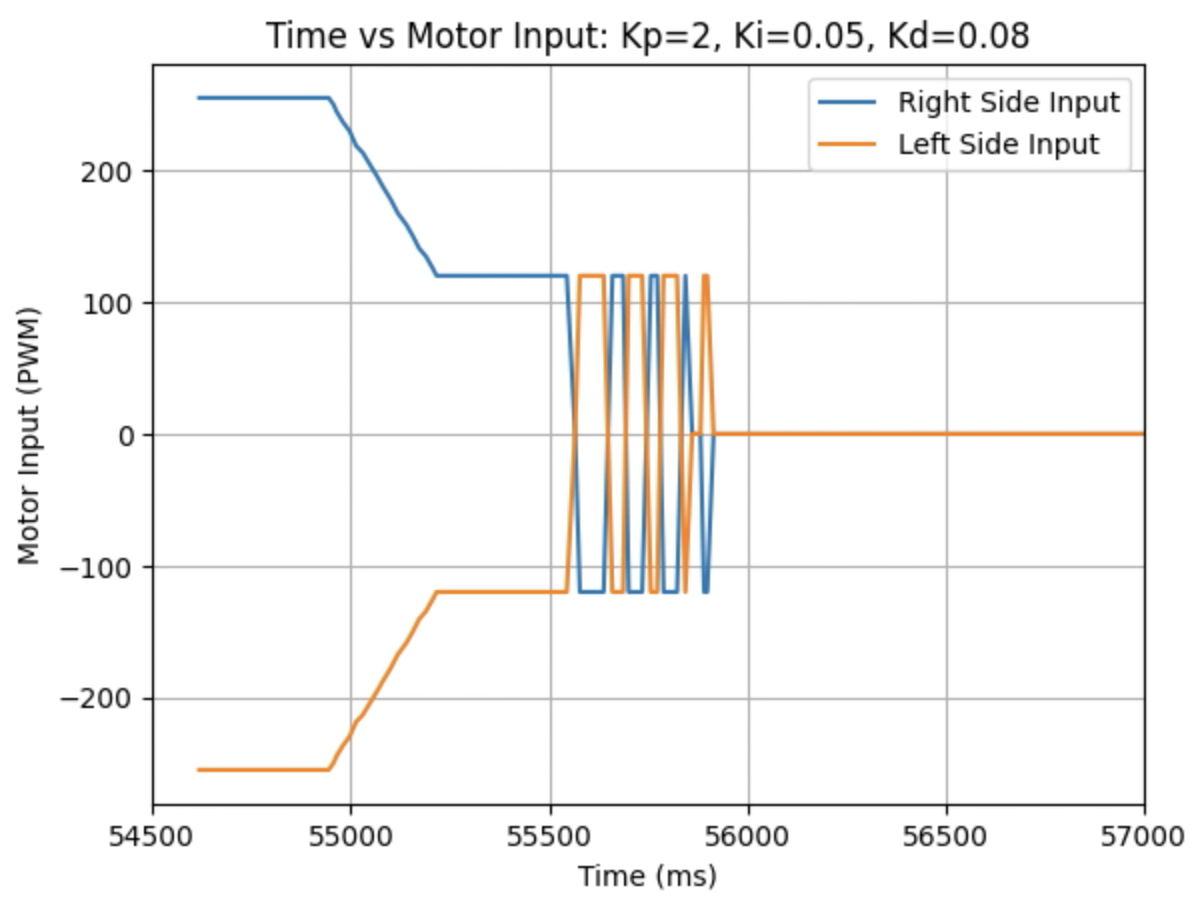 Time vs Motor Input: Kp=2, Ki=0.05, Kd=0.08
Right Side Input
Left Side Input
Motor Input (PWM)
200
100
0
−100
−200
54500 55000 55500 56000 56500 57000
Time (ms)